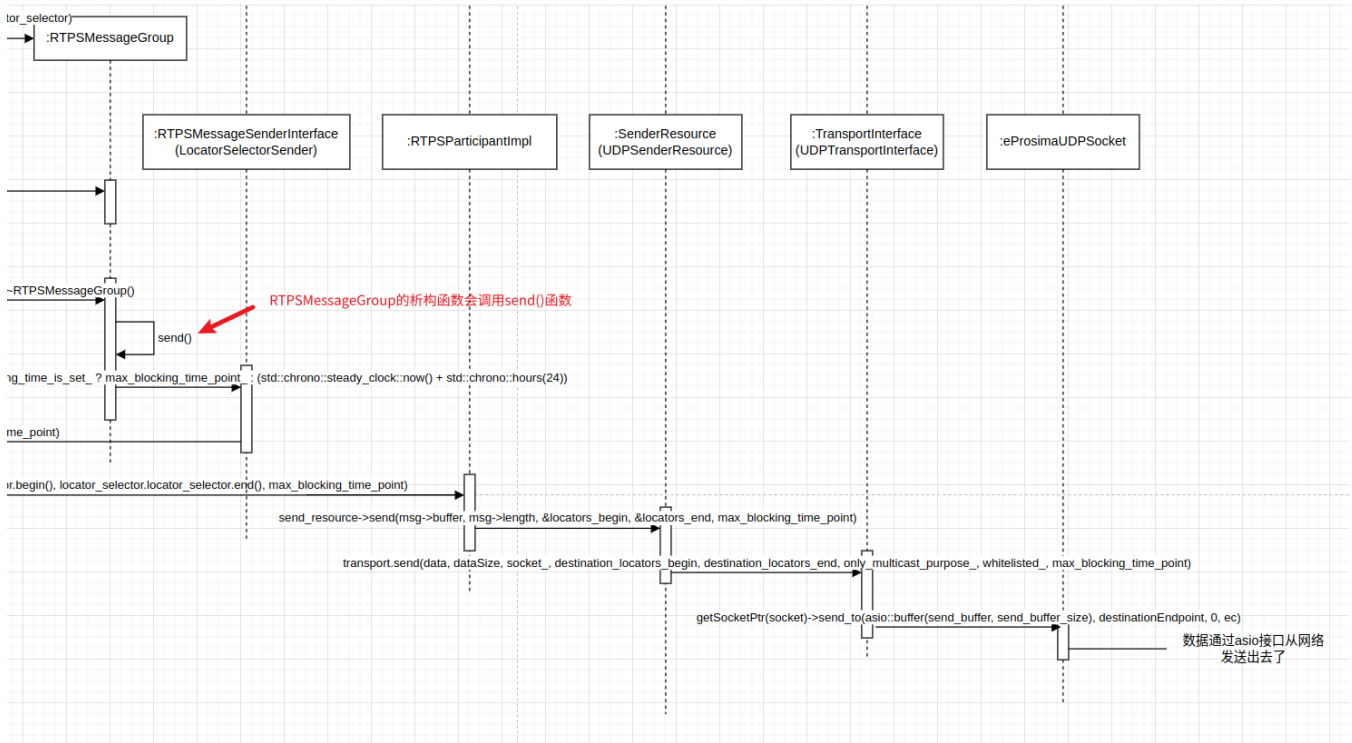 tor_selector)
:RTPSMessageGroup
:RTPSMessageSenderInterface
(LocatorSelectorSender)
:RTPSParticipantImpl
:SenderResource
(UDPSenderResource)
:TransportInterface
(UDPTransportInterface)
:eProsimaUDPSocket
~RTPSMessageGroup()
RTPSMessageGroup的析构函数会调用send()函数
send()
ng_time_is_set_ ? max_blocking_time_point_ : (std::chrono::steady_clock::now() + std::chrono::hours(24))
ime_point)
or.begin(), locator_selector.locator_selector.end(), max_blocking_time_point)
send_resource->send(msg->buffer, msg->length, &locators_begin, &locators_end, max_blocking_time_point)
transport.send(data, dataSize, socket_, destination_locators_begin, destination_locators_end, only_multicast_purpose_, whitelisted_, max_blocking_time_point)
getSocketPtr(socket)->send_to(asio::buffer(send_buffer, send_buffer_size), destinationEndpoint, 0, ec)
数据通过asio接口从网络
发送出去了